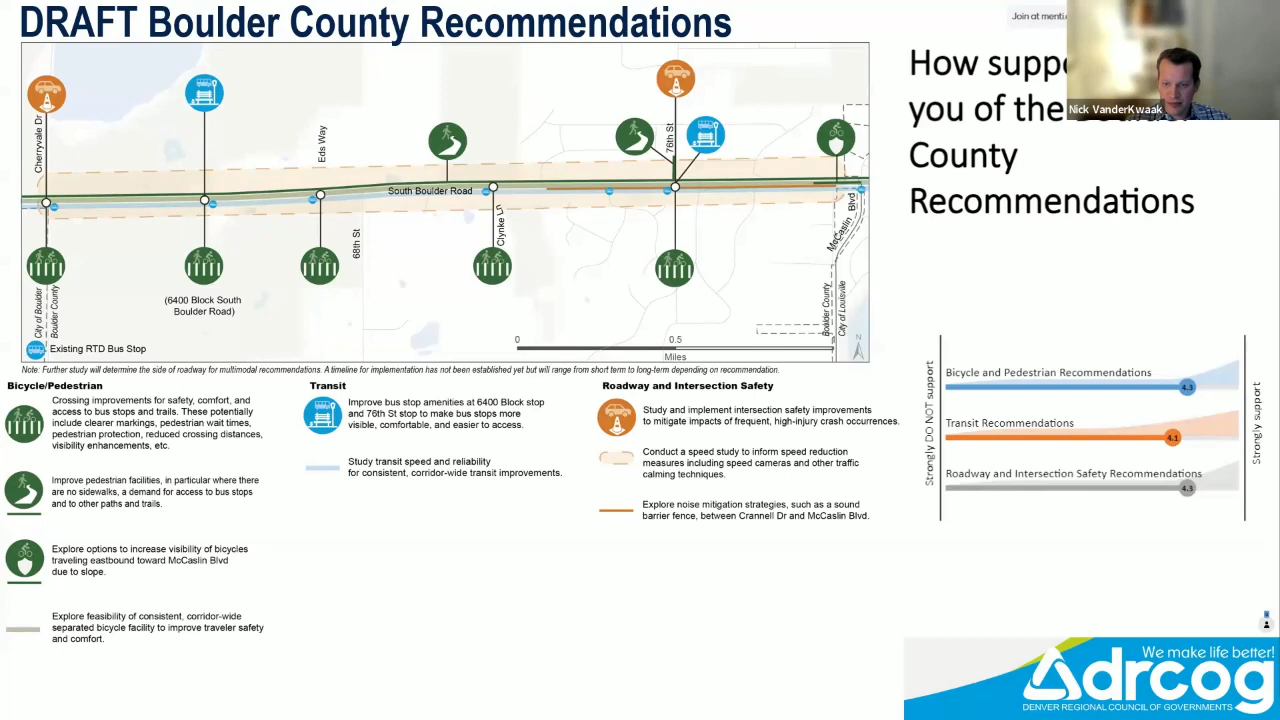 DRAFT Boulder County Recommendations
Cherryvale Dr
Eds Way
76th St
South Boulder Road
68th St
Clynke Ln
McCaslin Blvd
City of Boulder
Boulder County
(6400 Block South
Boulder Road)
Boulder County
City of Louisville
Existing RTD Bus Stop
0
0.5
Miles
N
Note: Further study will determine the side of roadway for multimodal recommendations. A timeline for implementation has not been established yet but will range from short term to long-term depending on recommendation.
Bicycle/Pedestrian
Crossing improvements for safety, comfort, and
access to bus stops and trails. These potentially
include clearer markings, pedestrian wait times,
pedestrian protection, reduced crossing distances,
visibility enhancements, etc.
Improve pedestrian facilities, in particular where there
are no sidewalks, a demand for access to bus stops
and to other paths and trails.
Explore options to increase visibility of bicycles
traveling eastbound toward McCaslin Blvd
due to slope.
Explore feasibility of consistent, corridor-wide
separated bicycle facility to improve traveler safety
and comfort.
Transit
Improve bus stop amenities at 6400 Block stop
and 76th St stop to make bus stops more
visible, comfortable, and easier to access.
Study transit speed and reliability
for consistent, corridor-wide transit improvements.
Roadway and Intersection Safety
Study and implement intersection safety improvements
to mitigate impacts of frequent, high-injury crash occurrences.
Conduct a speed study to inform speed reduction
measures including speed cameras and other traffic
calming techniques.
Explore noise mitigation strategies, such as a sound
barrier fence, between Crannell Dr and McCaslin Blvd.
Join at
Nick VanderKwaak
How
you of the
County
Recommendations
Strongly DO NOT support
Bicycle and Pedestrian Recommendations
4.3
Transit Recommendations
4.1
Roadway and Intersection Safety Recommendations
4.3
Strongly support
We make life better!
drcog
DENVER REGIONAL COUNCIL OF GOVERNMENTS